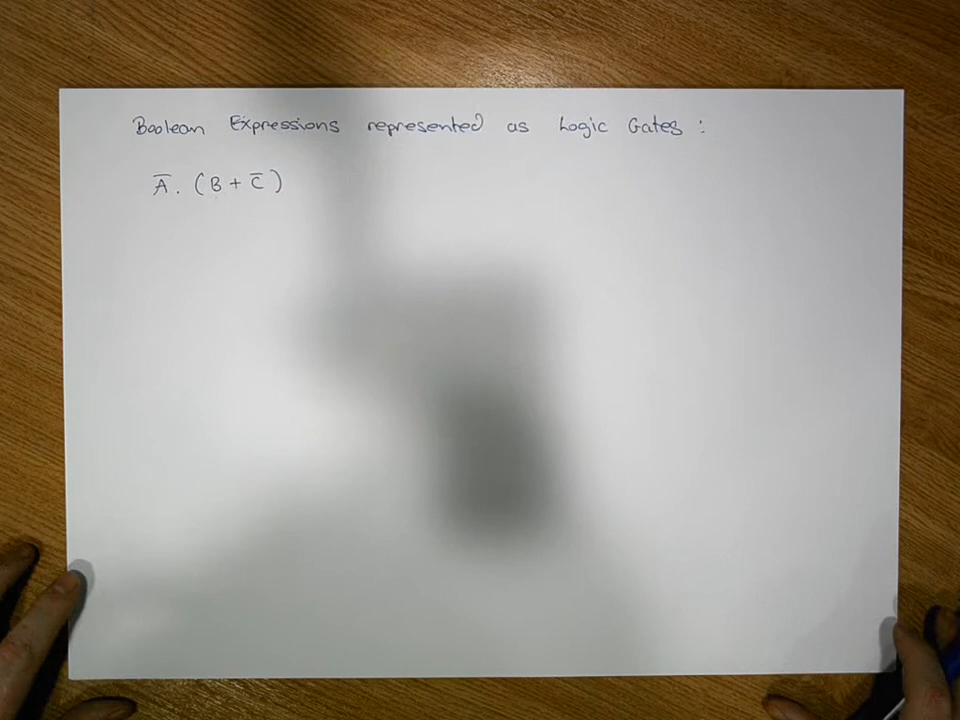 Boolean Expressions represented as Logic Gates :
A̅ . ( B + C̅ )